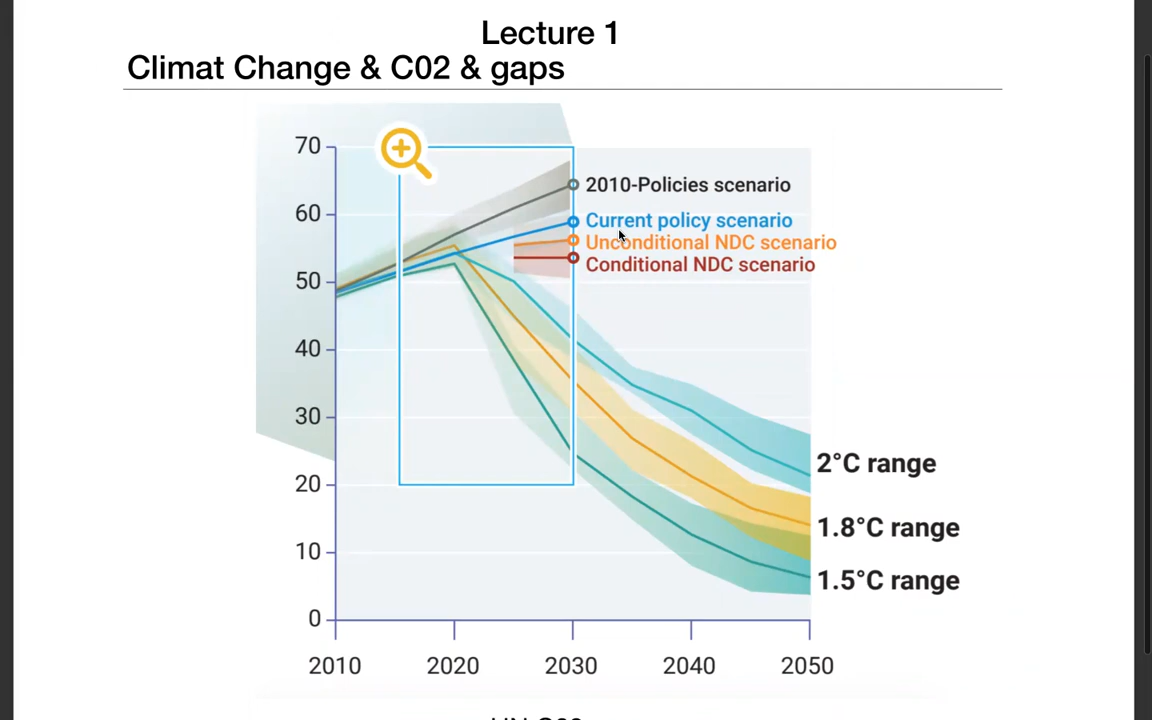 Lecture 1
Climat Change & C02 & gaps
70
60
50
40
30
20
10
0
2010-Policies scenario
Current policy scenario
Unconditional NDC scenario
Conditional NDC scenario
2°C range
1.8°C range
1.5°C range
2010 2020 2030 2040 2050